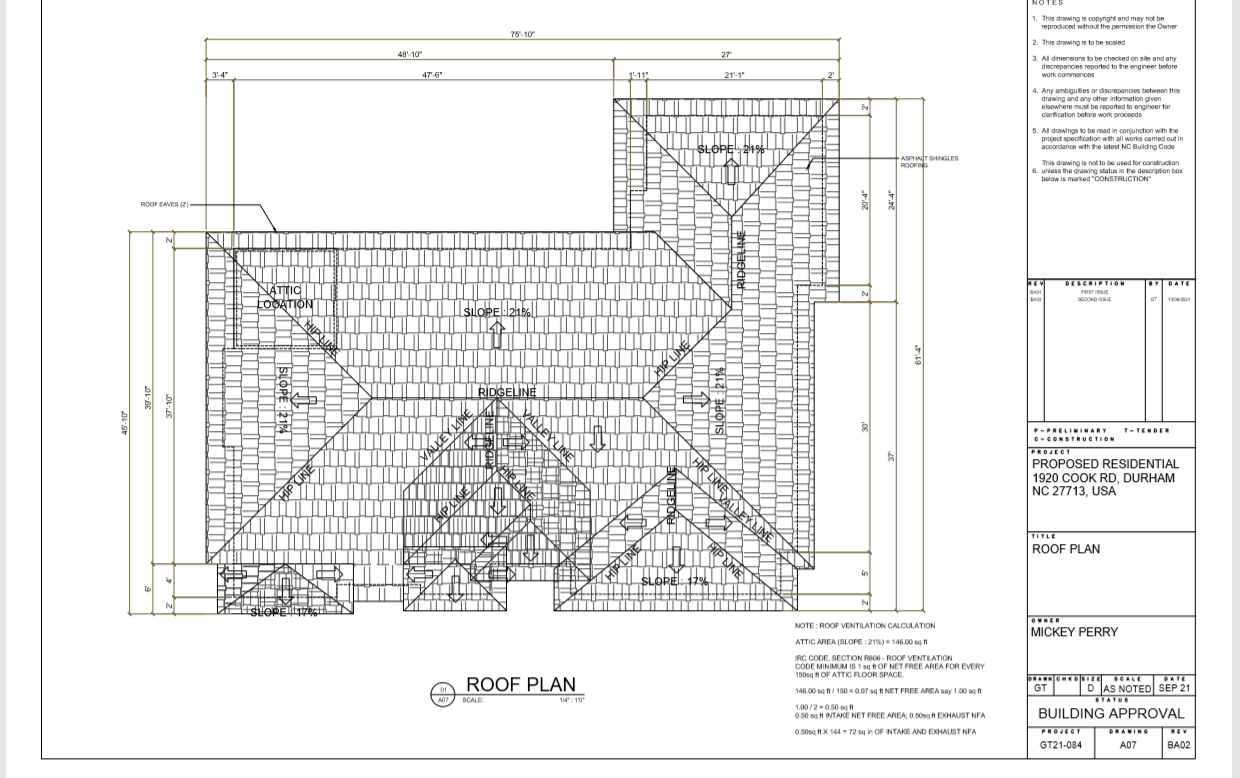 75'-10"
48'-10"
27'
3'-4"
47'-6"
1'-11"
21'-1"
2'
2'
SLOPE : 21%
ASPHALT SHINGLES
ROOFING
20'-4"
24'-4"
ROOF EAVES (2')
2'
RIDGELINE
ATTIC
LOCATION
2'
SLOPE : 21%
HIP LINE
HIP LINE
61'-4"
SLOPE : 21%
SLOPE : 21%
RIDGELINE
45'-10"
39'-10"
37'-10"
VALLEY LINE
RIDGELINE
VALLEY LINE
30'
37'
HIP LINE
HIP LINE
HIP LINE
RIDGELINE
HIP LINE
VALLEY LINE
HIP LINE
HIP LINE
6'
4'
2'
5'
2'
SLOPE : 17%
SLOPE : 17%
NOTE : ROOF VENTILATION CALCULATION
ATTIC AREA (SLOPE : 21%) = 146.00 sq ft
IRC CODE, SECTION R806 - ROOF VENTILATION
CODE MINIMUM IS 1 sq ft OF NET FREE AREA FOR EVERY
150sq ft OF ATTIC FLOOR SPACE.
146.00 sq ft / 150 = 0.97 sq ft NET FREE AREA say 1.00 sq ft
1.00 / 2 = 0.50 sq ft
0.50 sq ft INTAKE NET FREE AREA; 0.50sq ft EXHAUST NFA
0.50sq ft X 144 = 72 sq in OF INTAKE AND EXHAUST NFA
01
A07
ROOF PLAN
SCALE:
1/4" : 1'0"
NOTES
1. This drawing is copyright and may not be
reproduced without the permission the Owner
2. This drawing is to be scaled
3. All dimensions to be checked on site and any
discrepancies reported to the engineer before
work commences
4. Any ambiguities or discrepancies between this
drawing and any other information given
elsewhere must be reported to engineer for
clarification before work proceeds
5. All drawings to be read in conjunction with the
project specification with all works carried out in
accordance with the latest NC Building Code
This drawing is not to be used for construction
6. unless the drawing status in the description box
below is marked "CONSTRUCTION"
REV DESCRIPTION BY DATE
BA01 FIRST ISSUE
BA02 SECOND ISSUE GT
P-PRELIMINARY T-TENDER
C-CONSTRUCTION
PROJECT
PROPOSED RESIDENTIAL
1920 COOK RD, DURHAM
NC 27713, USA
TITLE
ROOF PLAN
OWNER
MICKEY PERRY
DRAWN CHKD SIZE SCALE DATE
GT D AS NOTED SEP 21
STATUS
BUILDING APPROVAL
PROJECT DRAWING REV
GT21-084 A07 BA02